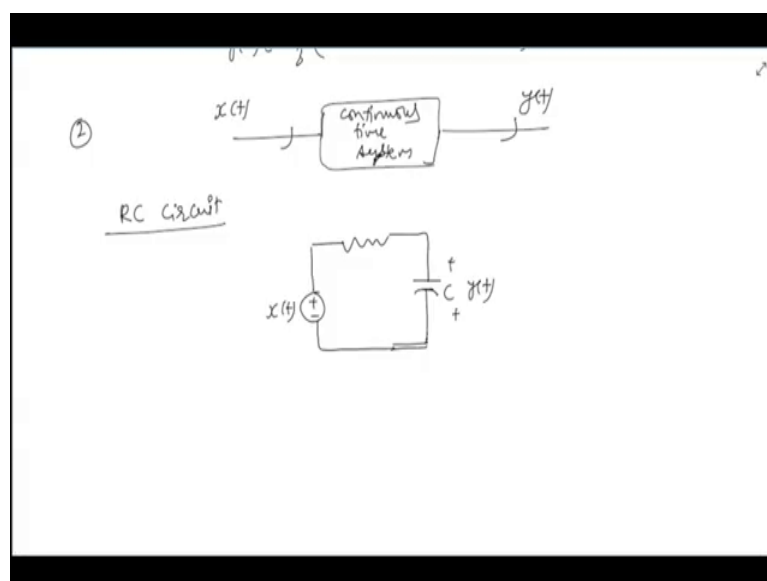 x(t)
y(t)
②
continuous
time
system
RC Circuit
x(t)
+
-
+
C y(t)
+